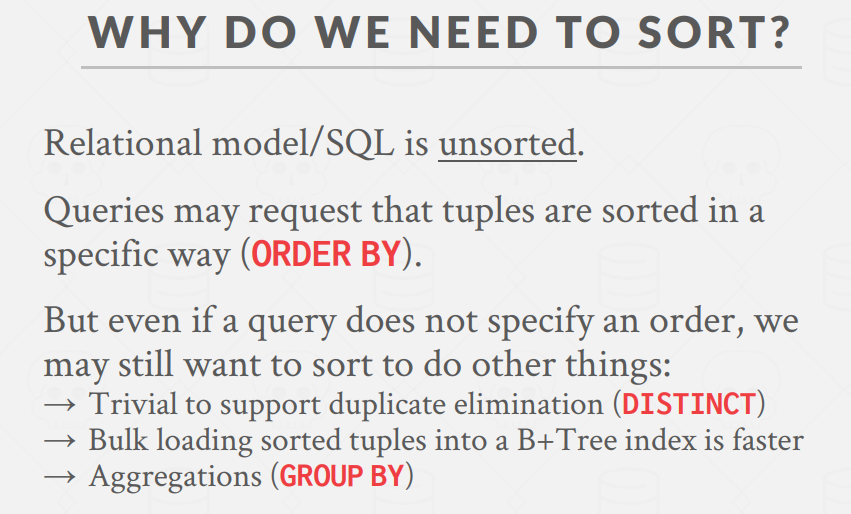 WHY DO WE NEED TO SORT?
Relational model/SQL is unsorted.
Queries may request that tuples are sorted in a
specific way (ORDER BY).
But even if a query does not specify an order, we
may still want to sort to do other things:
→ Trivial to support duplicate elimination (DISTINCT)
→ Bulk loading sorted tuples into a B+Tree index is faster
→ Aggregations (GROUP BY)